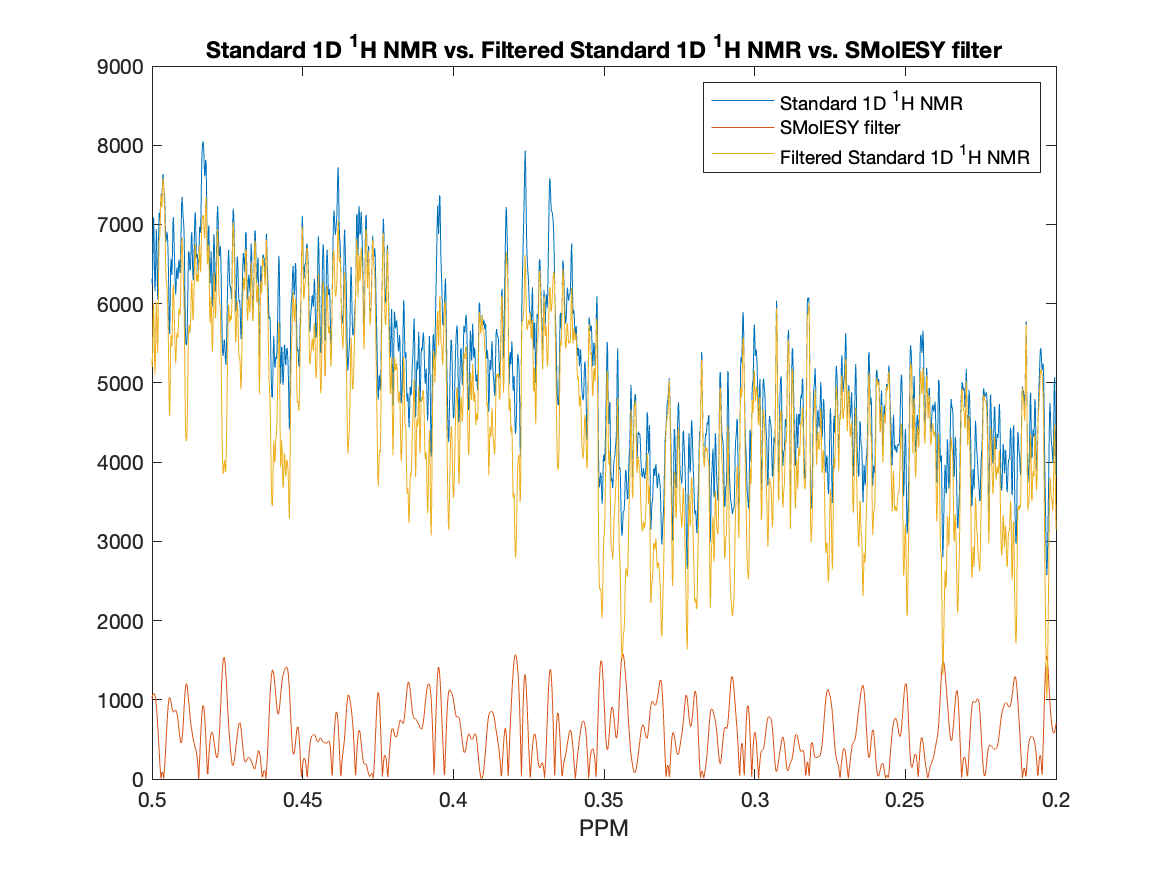 Standard 1D ¹H NMR vs. Filtered Standard 1D ¹H NMR vs. SMolESY filter
9000
Standard 1D ¹H NMR
SMolESY filter
Filtered Standard 1D ¹H NMR
8000
7000
6000
5000
4000
3000
2000
1000
0
0.5 0.45 0.4 0.35 0.3 0.25 0.2
PPM